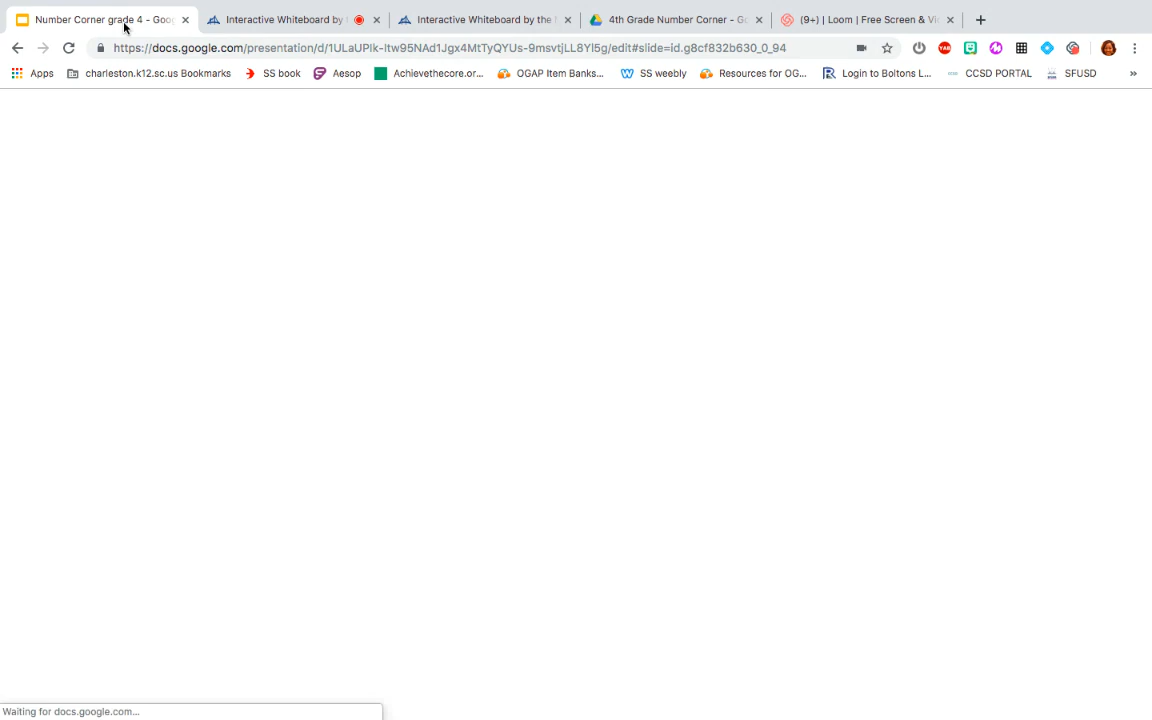 Number Corner grade 4 - Goog
Interactive Whiteboard by
Interactive Whiteboard by the
4th Grade Number Corner - Go
(9+) | Loom | Free Screen & Vi
https://docs.google.com/presentation/d/1ULaUPlk-ltw95NAd1Jgx4MtTyQYUs-9msvtjLL8Yl5g/edit#slide=id.g8cf832b630_0_94
Apps
charleston.k12.sc.us Bookmarks
SS book
Aesop
Achievethecore.or...
OGAP Item Banks...
SS weekly
Resources for OG...
Login to Boltons L...
CCSD PORTAL
SFUSD
»
Waiting for docs.google.com...